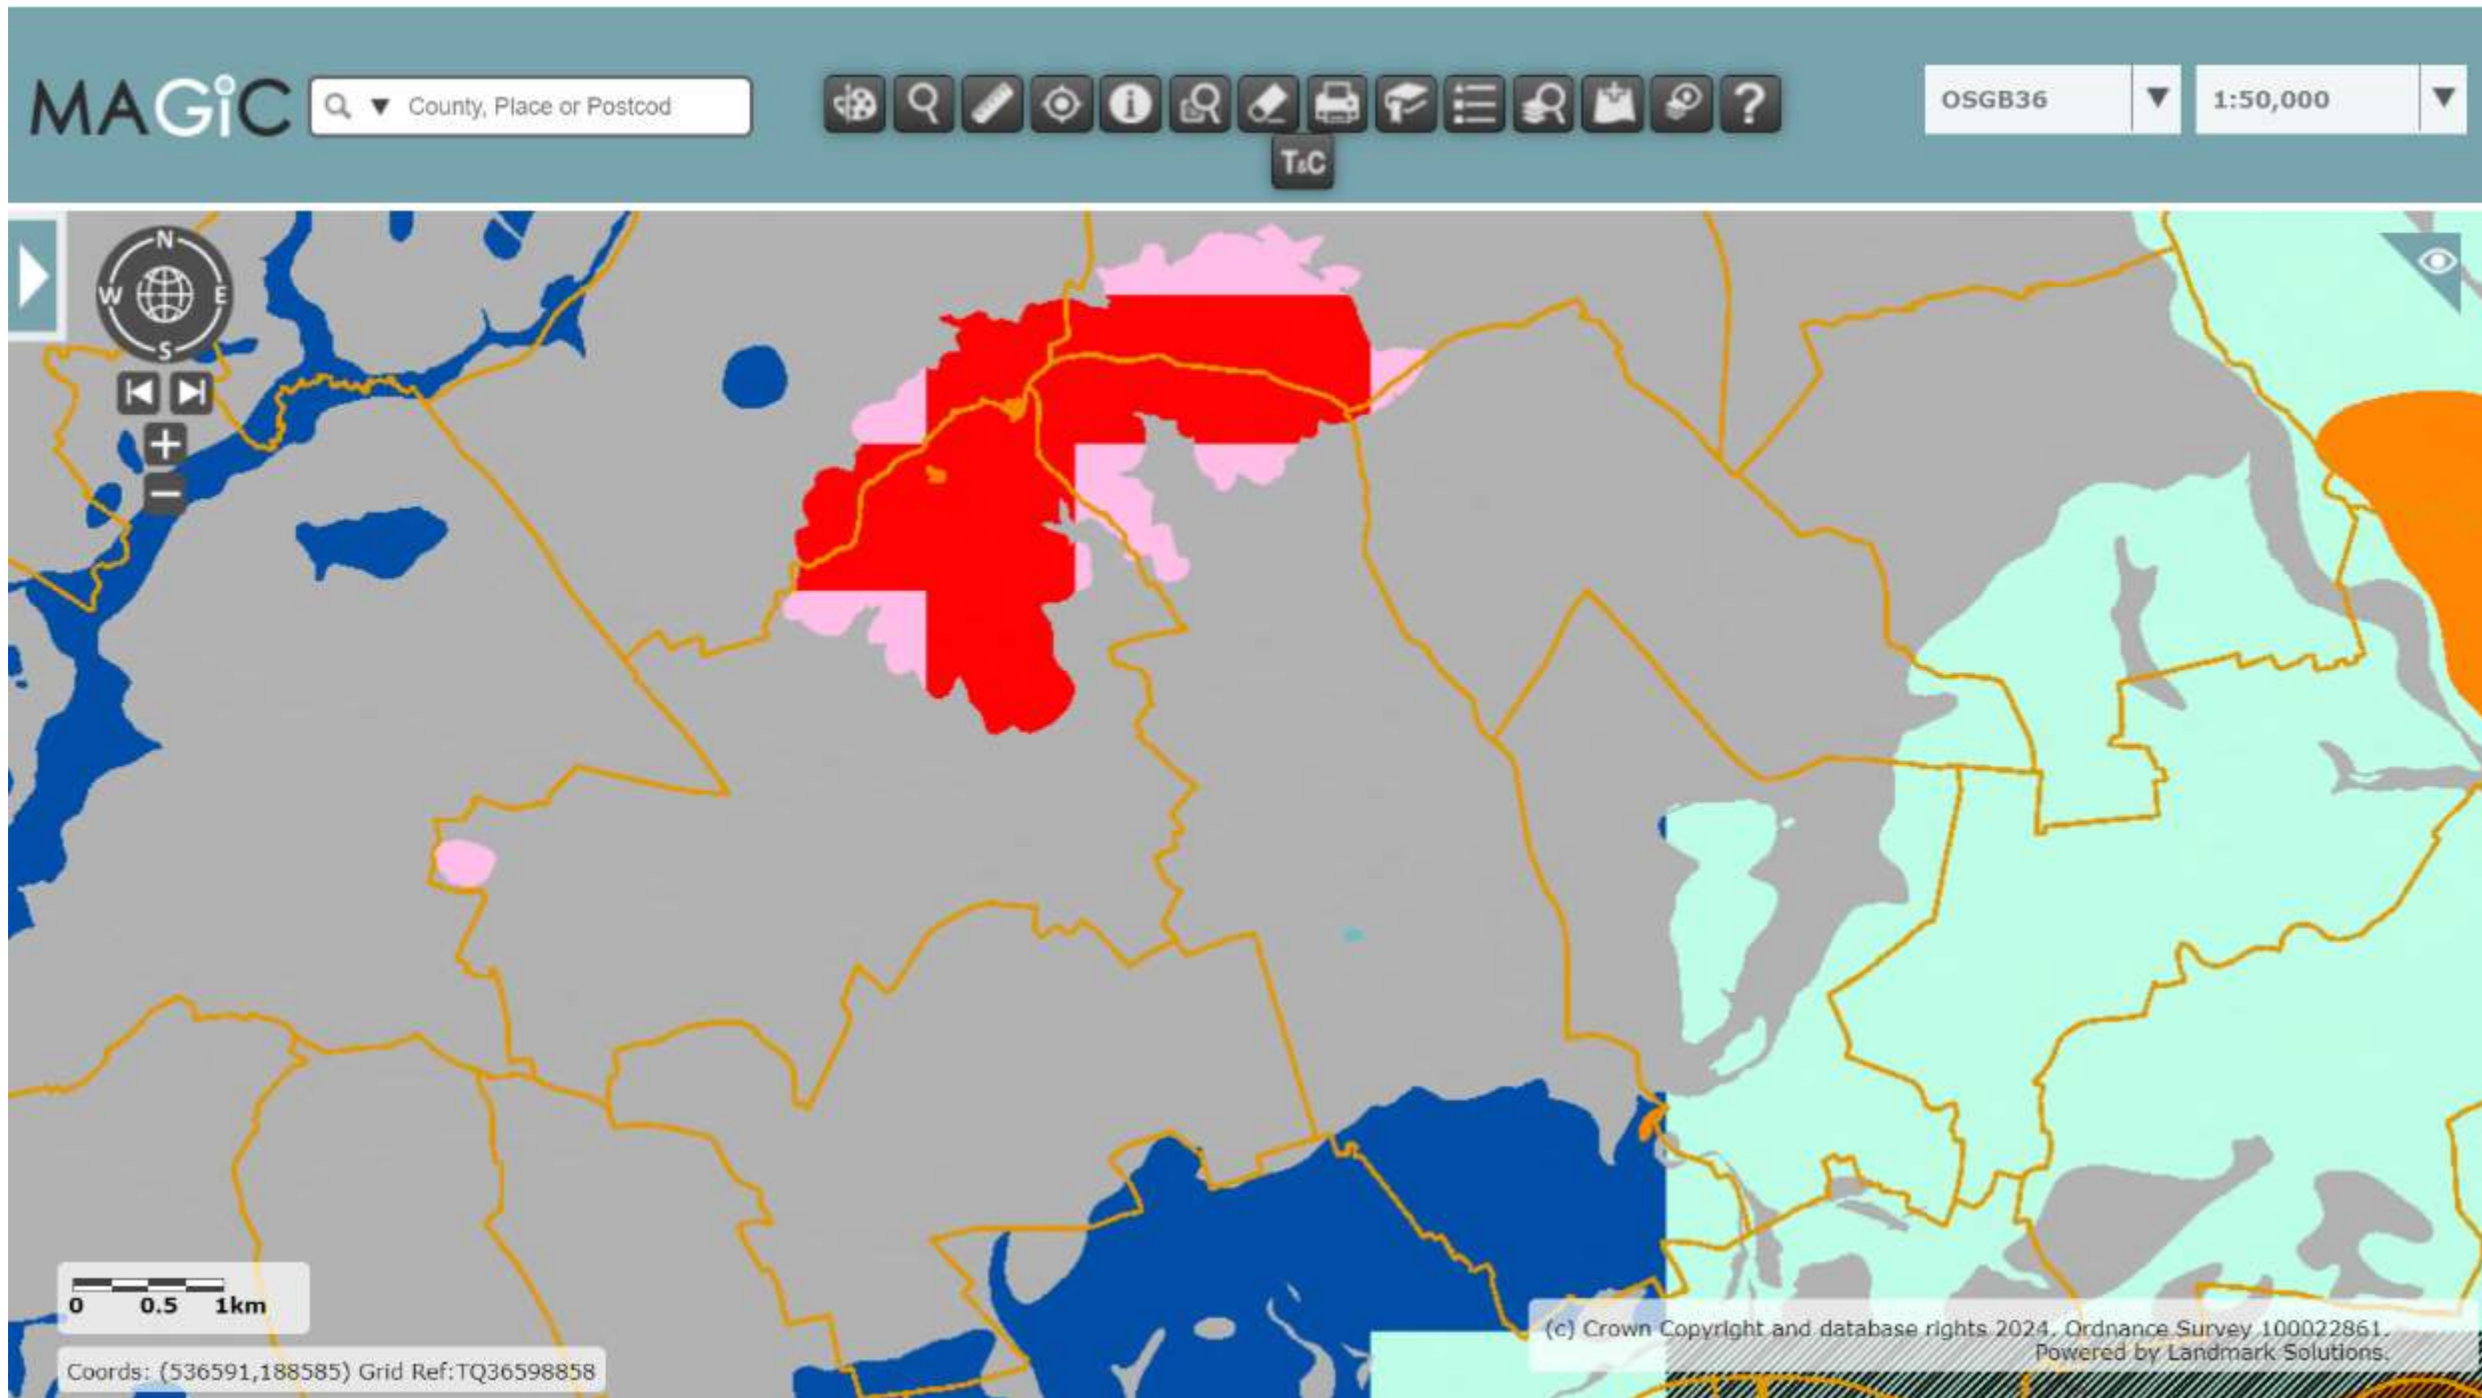 MAGiC
County, Place or Postcod
OSGB36
1:50,000
T&C
N
W E
S
0 0.5 1km
(c) Crown Copyright and database rights 2024. Ordnance Survey 100022861.
Powered by Landmark Solutions.
Coords: (536591,188585) Grid Ref:TQ36598858